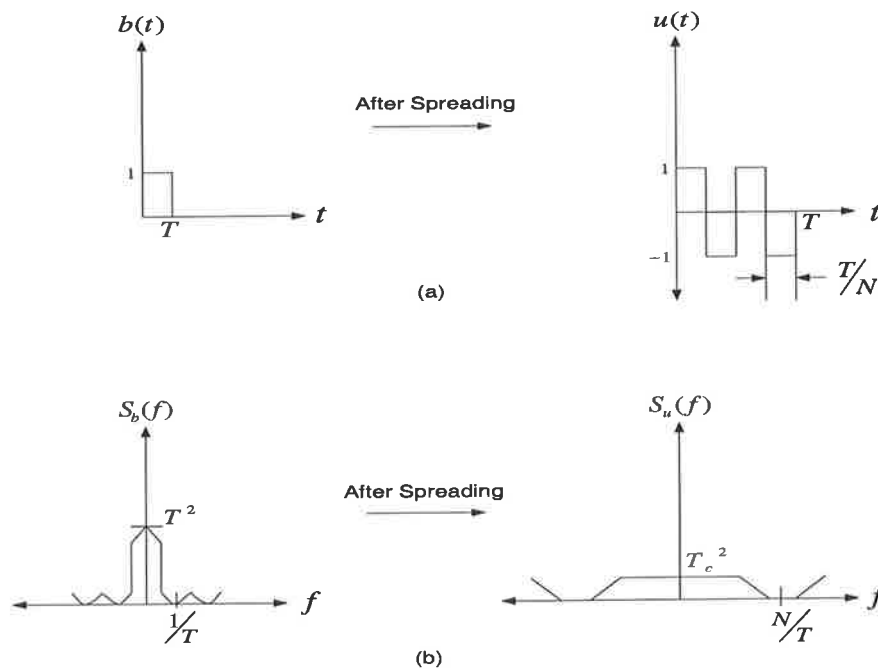 b(t)
u(t)
After Spreading
1
t
T
1
T
t
-1
T/N
(a)
S_b(f)
S_u(f)
After Spreading
T^2
T_c^2
f
1/T
f
N/T
(b)